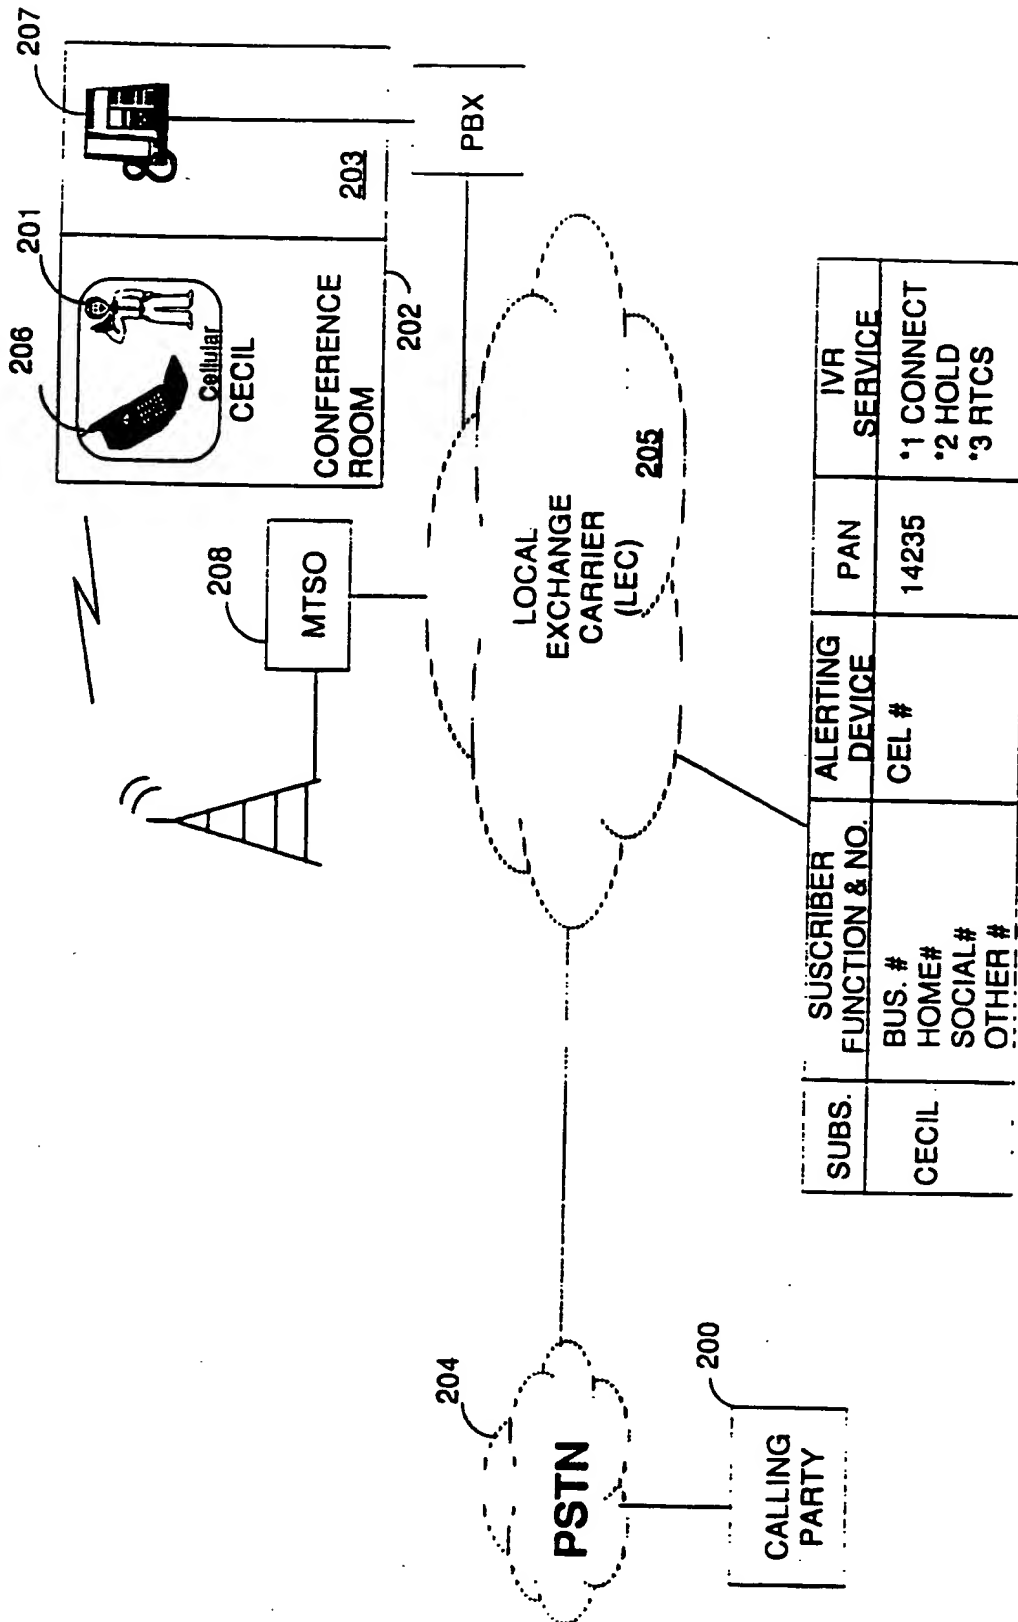 206
201
207
Cellular
CECIL
CONFERENCE
ROOM
202
203
PBX
208
MTSO
LOCAL
EXCHANGE
CARRIER
(LEC)
205
204
PSTN
200
CALLING
PARTY
SUBS.
SUSCRIBER
FUNCTION & NO.
ALERTING
DEVICE
PAN
IVR
SERVICE
CECIL
BUS. #
HOME#
SOCIAL#
OTHER #
CEL #
14235
*1 CONNECT
*2 HOLD
*3 RTCS